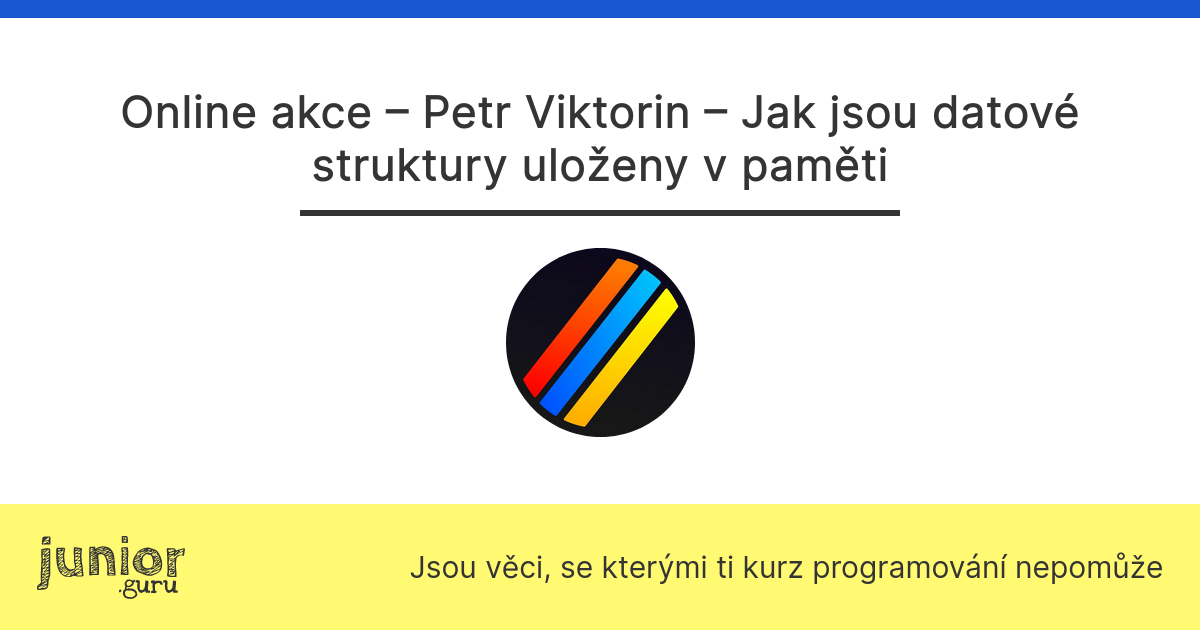 Online akce – Petr Viktorin – Jak jsou datové
struktury uloženy v paměti
junior
.guru
Jsou věci, se kterými ti kurz programování nepomůže